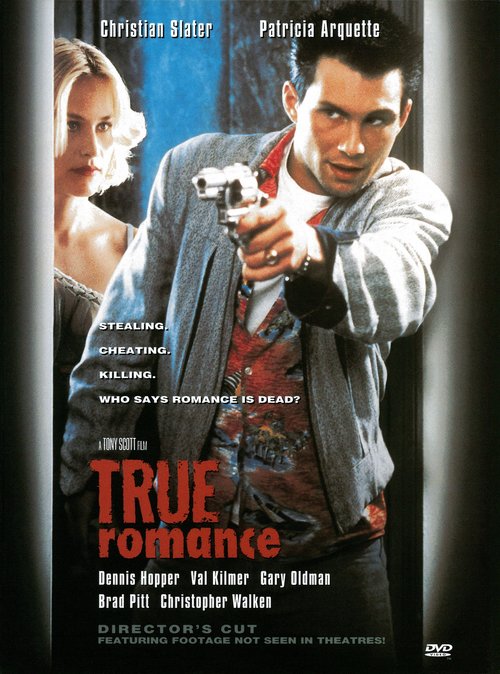 Christian Slater Patricia Arquette
STEALING.
CHEATING.
KILLING.
WHO SAYS ROMANCE IS DEAD?
A TONY SCOTT FILM
TRUE
romance
Dennis Hopper Val Kilmer Gary Oldman
Brad Pitt Christopher Walken
DIRECTOR'S CUT
FEATURING FOOTAGE NOT SEEN IN THEATRES!
DVD
VIDEO